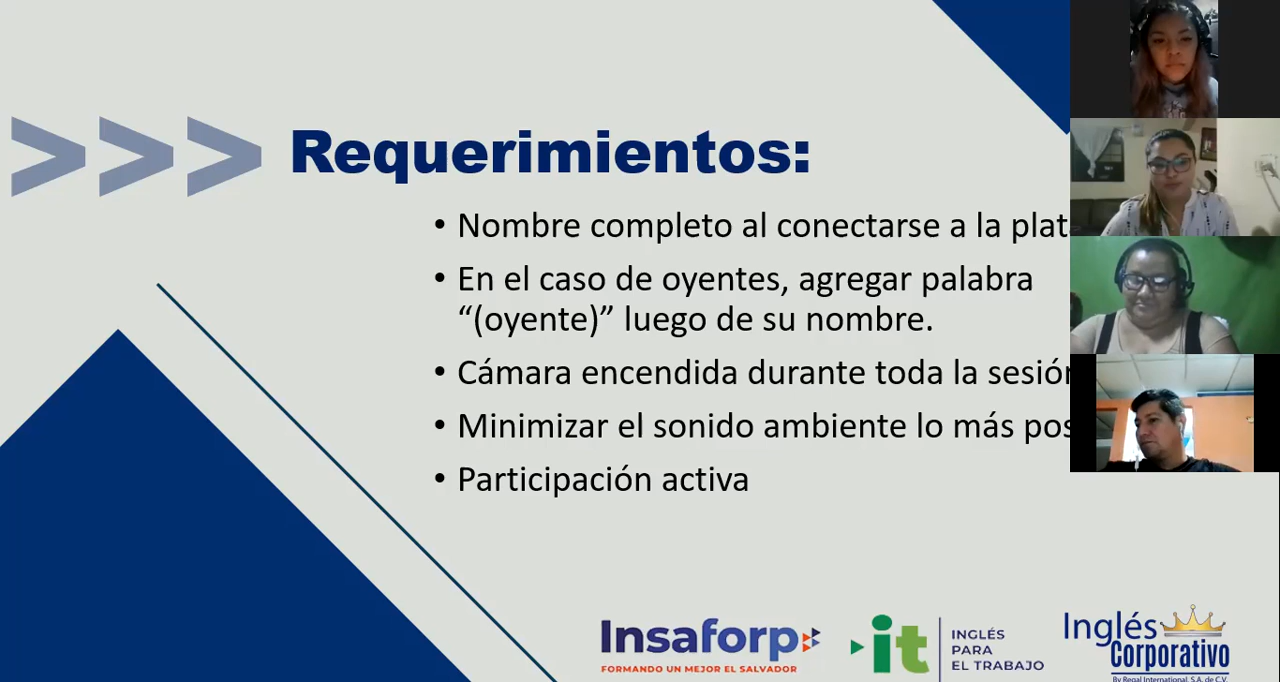 >>> Requerimientos:
• Nombre completo al conectarse a la plat
• En el caso de oyentes, agregar palabra
“(oyente)” luego de su nombre.
• Cámara encendida durante toda la sesión
• Minimizar el sonido ambiente lo más pos
• Participación activa
Insaforp
FORMANDO UN MEJOR EL SALVADOR
it
INGLÉS
PARA
EL TRABAJO
Inglés
Corporativo
By Regal International, S.A. de C.V.